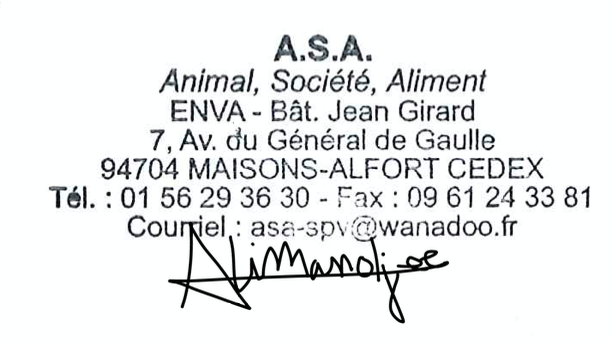 A.S.A.
Animal, Société, Aliment
ENVA - Bât. Jean Girard
7, Av. du Général de Gaulle
94704 MAISONS-ALFORT CEDEX
Tél. : 01 56 29 36 30 - Fax : 09 61 24 33 81
Courriel : asa-spv@wanadoo.fr